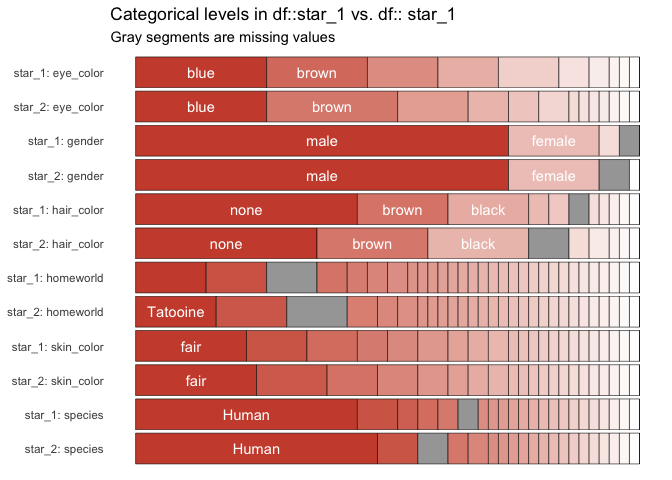 Categorical levels in df::star_1 vs. df:: star_1
Gray segments are missing values
star_1: eye_color blue brown
star_2: eye_color blue brown
star_1: gender male female
star_2: gender male female
star_1: hair_color none brown black
star_2: hair_color none brown black
star_1: homeworld
star_2: homeworld Tatooine
star_1: skin_color fair
star_2: skin_color fair
star_1: species Human
star_2: species Human